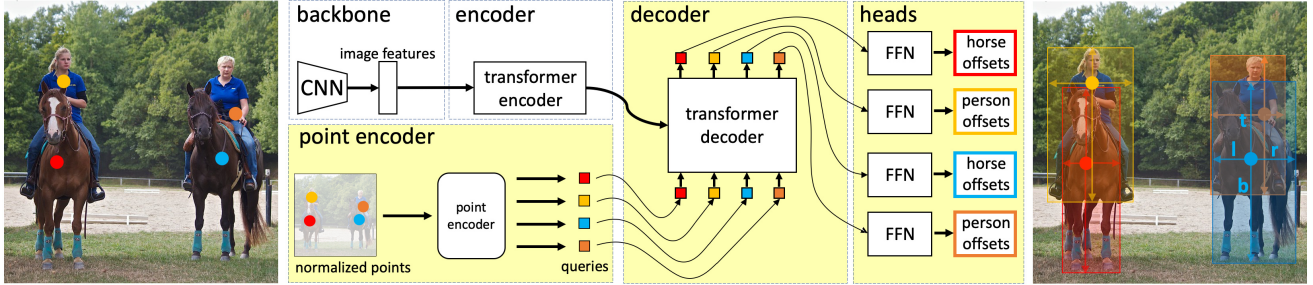 backbone
encoder
decoder
heads
image features
CNN
transformer
encoder
point encoder
point
encoder
normalized points
queries
transformer
decoder
FFN
horse
offsets
FFN
person
offsets
FFN
horse
offsets
FFN
person
offsets
t
l
r
b